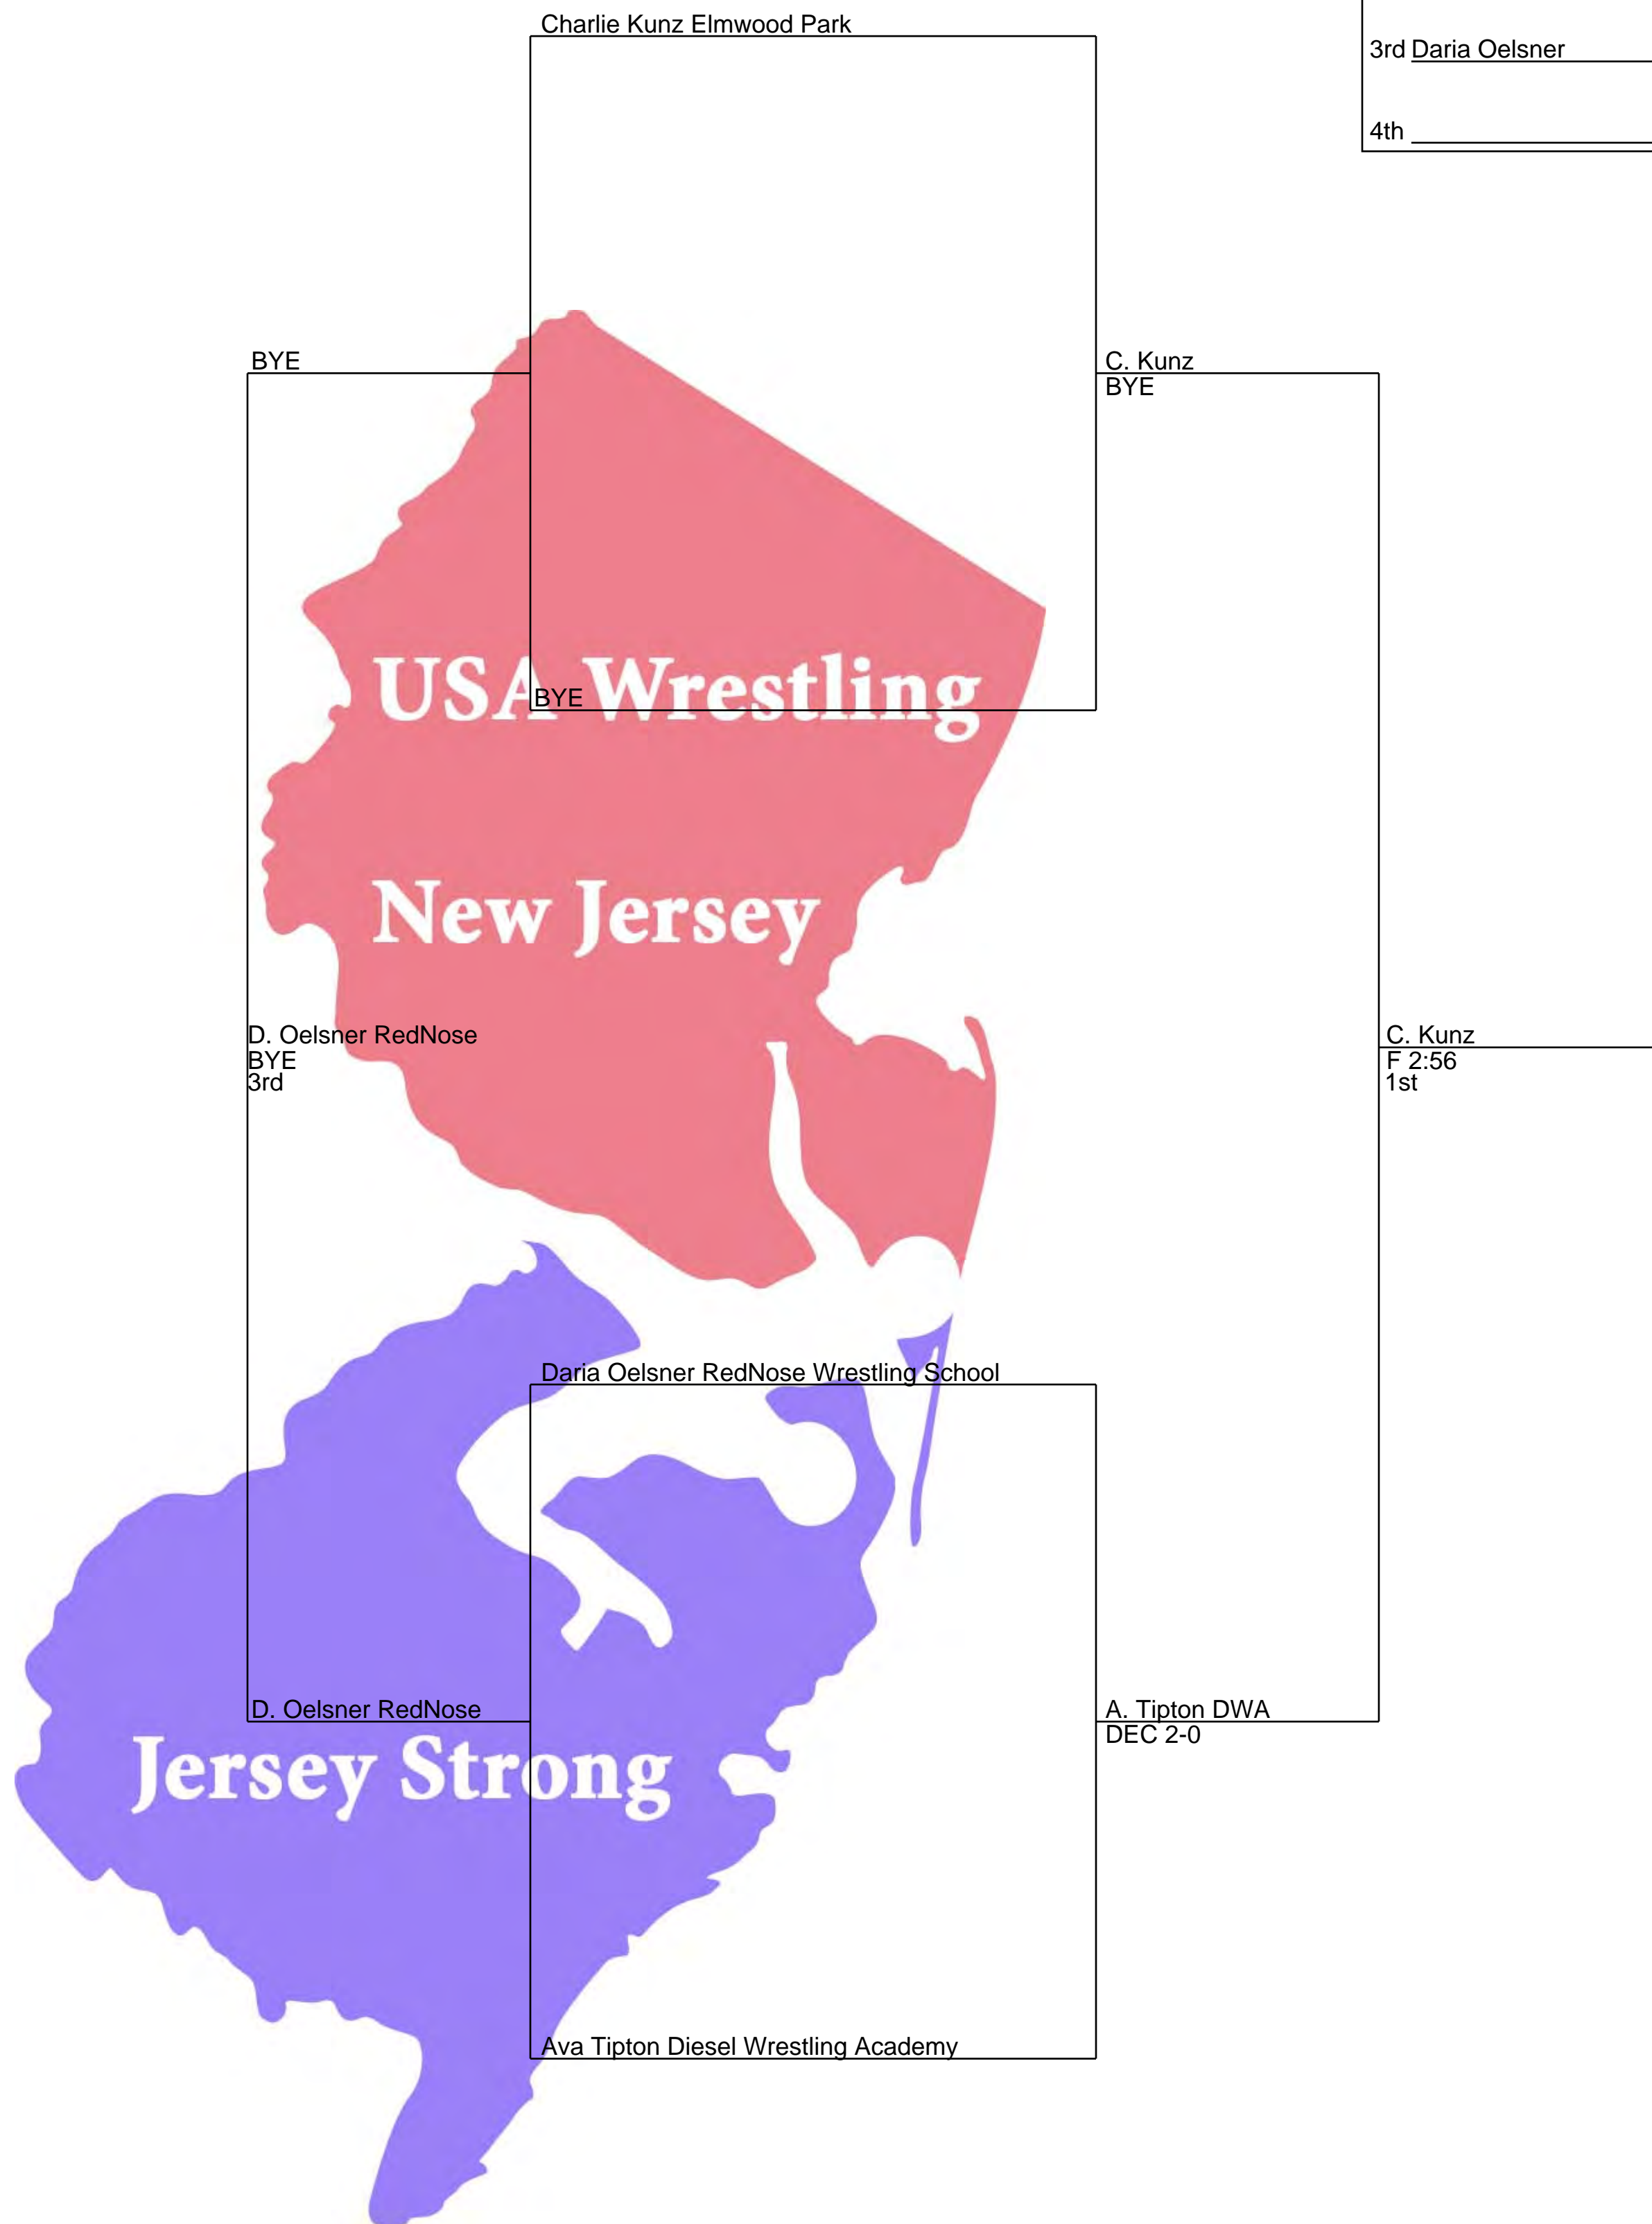 Charlie Kunz Elmwood Park
3rd Daria Oelsner
4th
BYE
C. Kunz
BYE
USA Wrestling
BYE
New Jersey
D. Oelsner RedNose
BYE
3rd
C. Kunz
F 2:56
1st
Daria Oelsner RedNose Wrestling School
D. Oelsner RedNose
A. Tipton DWA
DEC 2-0
Jersey Strong
Ava Tipton Diesel Wrestling Academy